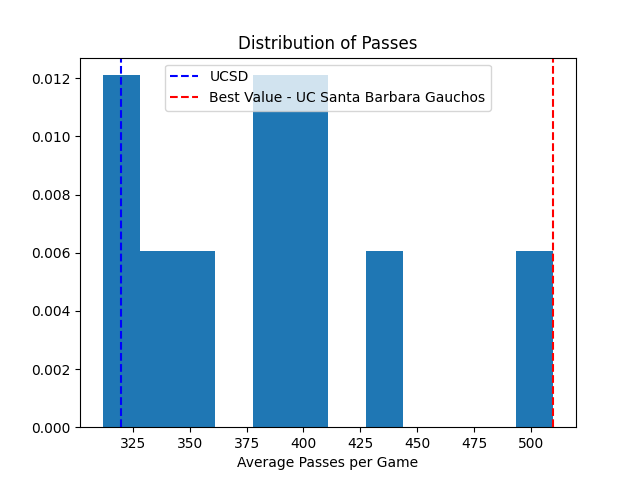 Distribution of Passes
UCSD
Best Value - UC Santa Barbara Gauchos
0.012
0.010
0.008
0.006
0.004
0.002
0.000
325 350 375 400 425 450 475 500
Average Passes per Game